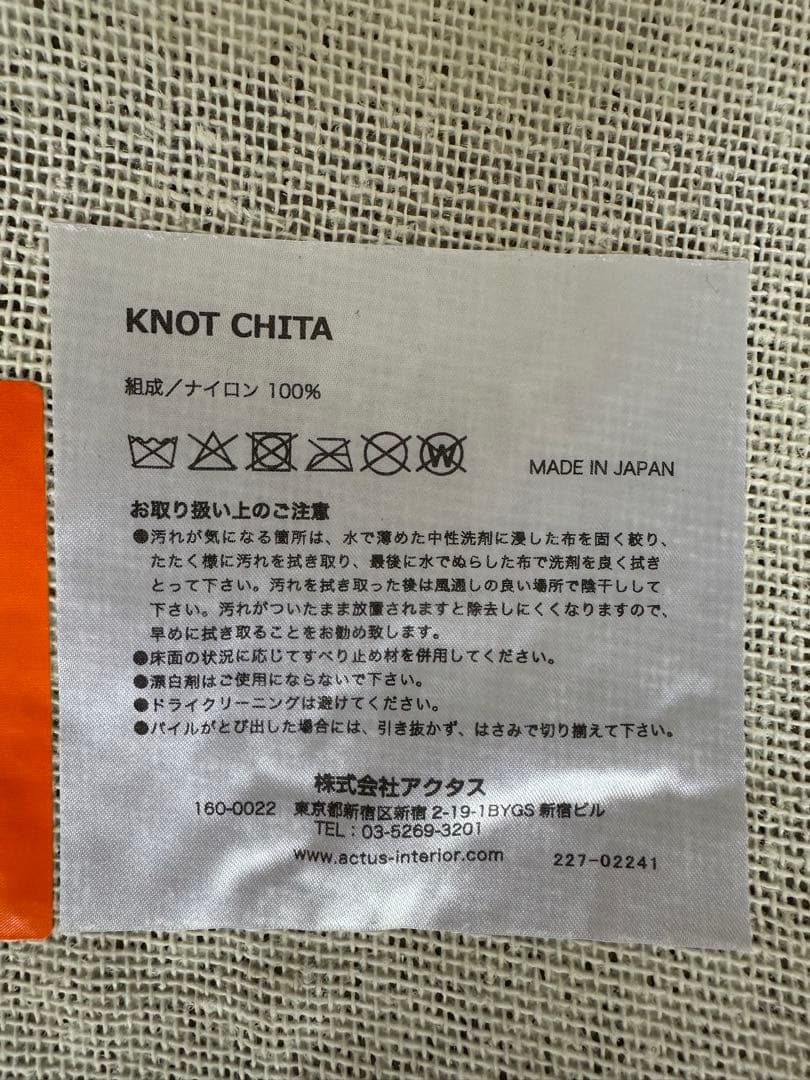 KNOT CHITA
組成／ナイロン 100%
W
MADE IN JAPAN
お取り扱い上のご注意
●汚れが気になる箇所は、水で薄めた中性洗剤に浸した布を固く絞り、
たたく様に汚れを拭き取り、最後に水でぬらした布で洗剤を良く拭き
とって下さい。汚れを拭き取った後は風通しの良い場所で陰干しして
下さい。汚れがついたまま放置されますと除去しにくくなりますので、
早めに拭き取ることをお勧め致します。
●床面の状況に応じてすべり止め材を併用してください。
●漂白剤はご使用にならないで下さい。
●ドライクリーニングは避けてください。
●パイルがとび出した場合には、引き抜かず、はさみで切り揃えて下さい。
株式会社アクタス
160-0022 東京都新宿区新宿 2-19-1BYGS 新宿ビル
TEL : 03-5269-3201
www.actus-interior.com
227-02241